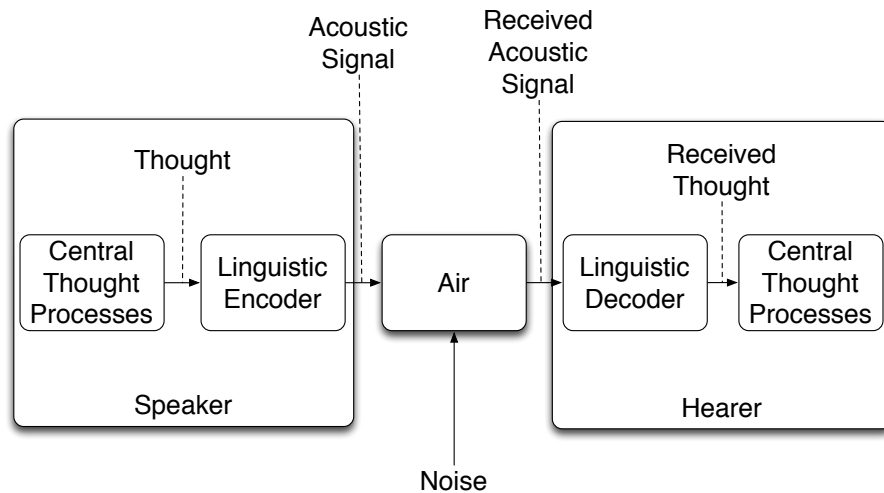 Acoustic
Signal
Received
Acoustic
Signal
Thought
Received
Thought
Central
Thought
Processes
Linguistic
Encoder
Air
Linguistic
Decoder
Central
Thought
Processes
Speaker
Hearer
Noise